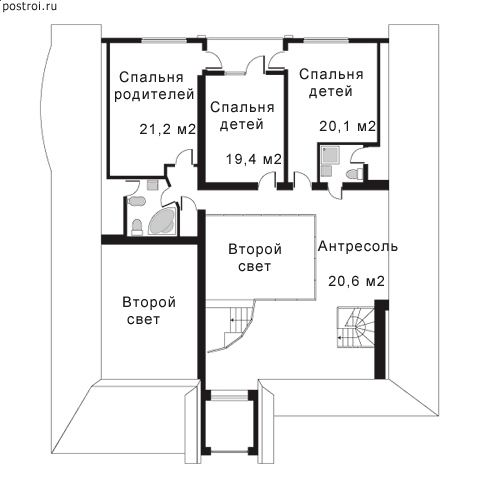 postroi.ru
Спальня
родителей
21,2 м2
Спальня
детей
19,4 м2
Спальня
детей
20,1 м2
Второй
свет
Антресоль
20,6 м2
Второй
свет